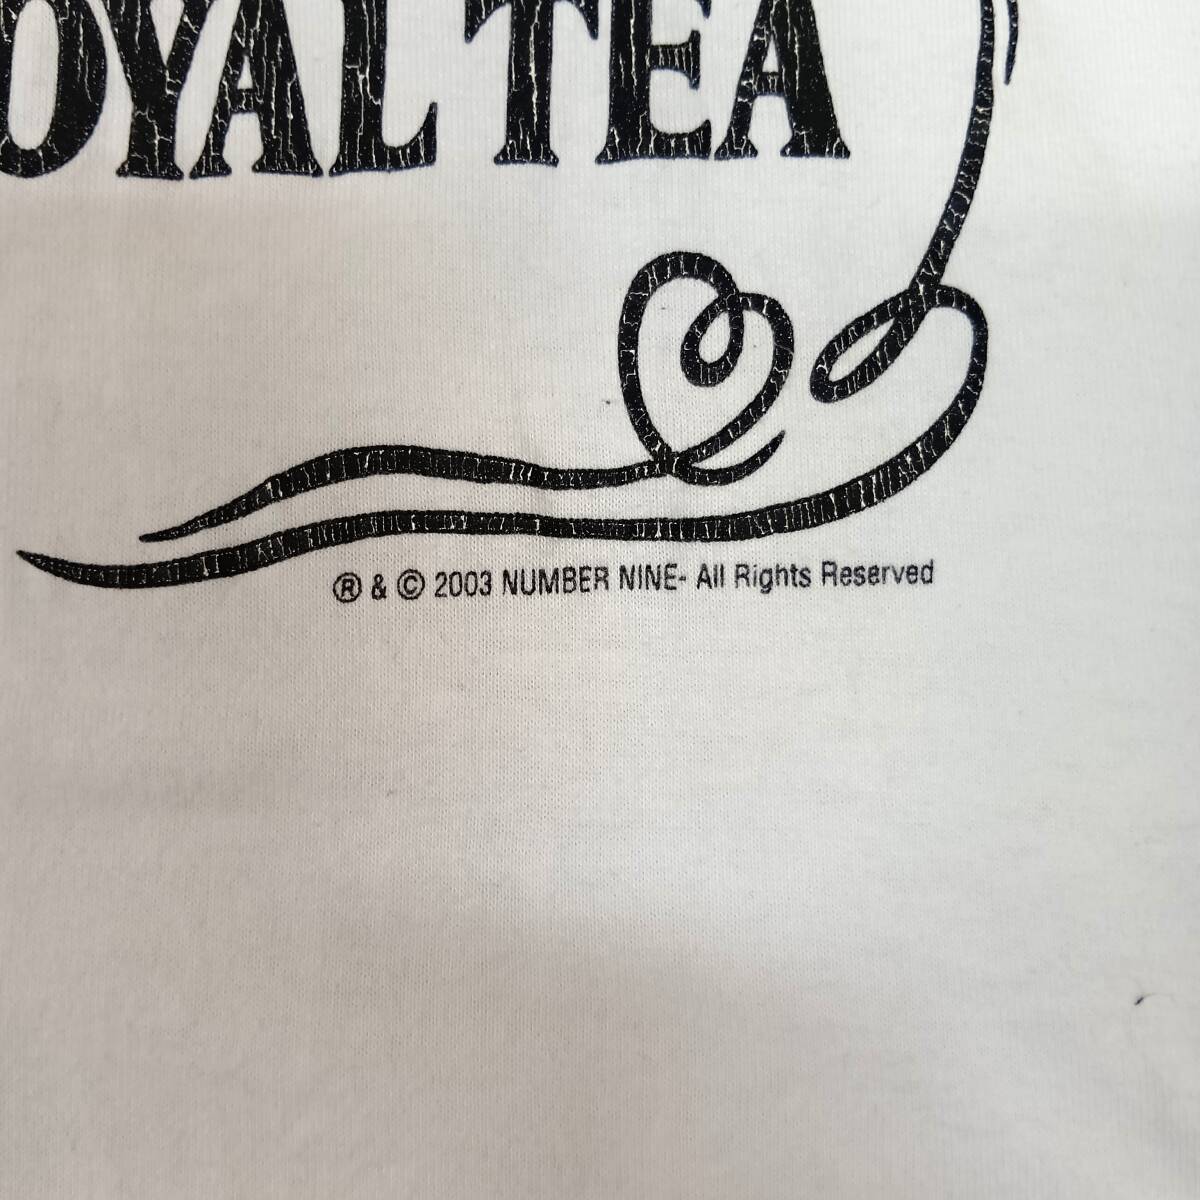 OYAL TEA
® & © 2003 NUMBER NINE- All Rights Reserved